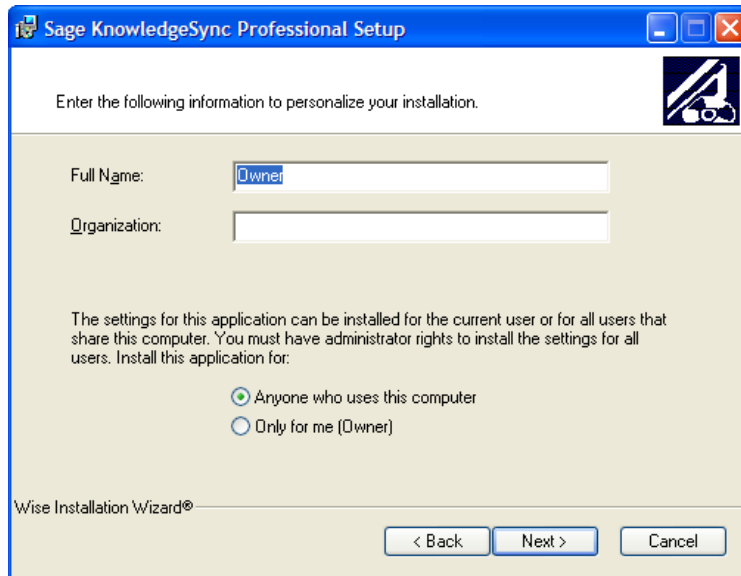 Sage KnowledgeSync Professional Setup
Enter the following information to personalize your installation.
Full Name:
Owner
Organization:
The settings for this application can be installed for the current user or for all users that
share this computer. You must have administrator rights to install the settings for all
users. Install this application for:
Anyone who uses this computer
Only for me (Owner)
Wise Installation Wizard®
< Back
Next >
Cancel